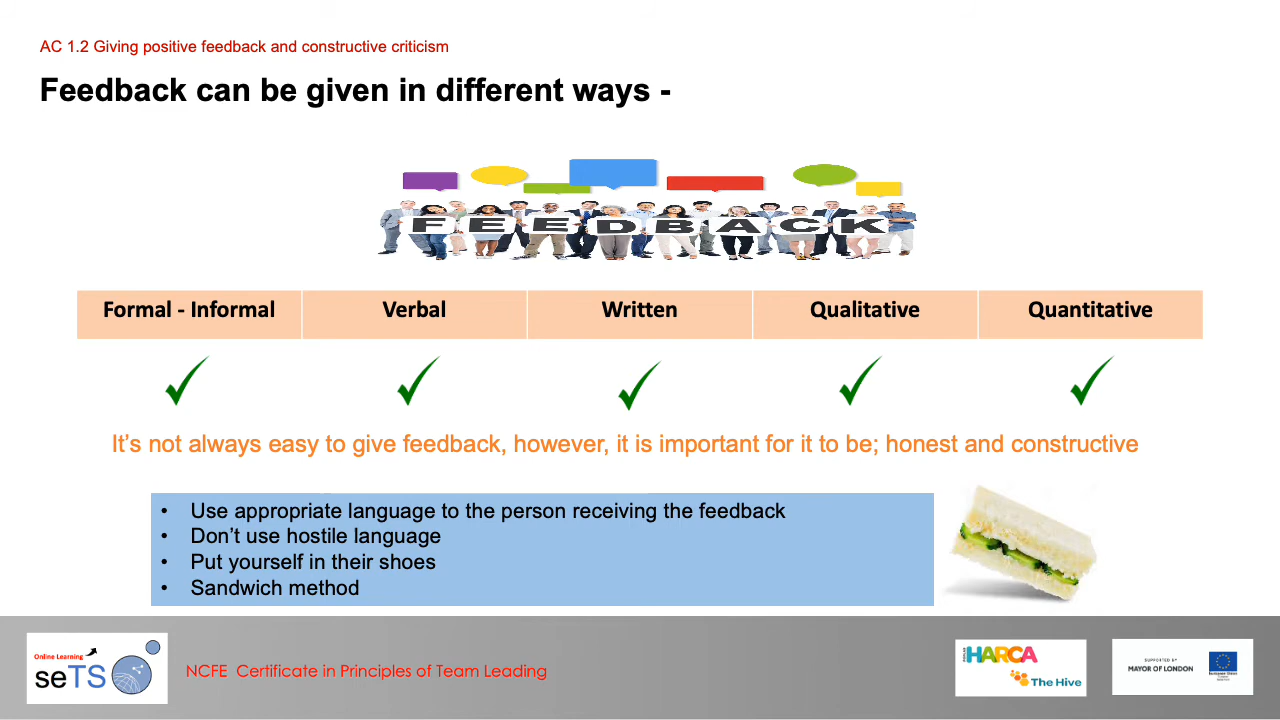 AC 1.2 Giving positive feedback and constructive criticism
Feedback can be given in different ways -
FEEDBACK
Formal - Informal
Verbal
Written
Qualitative
Quantitative
It's not always easy to give feedback, however, it is important for it to be; honest and constructive
• Use appropriate language to the person receiving the feedback
• Don't use hostile language
• Put yourself in their shoes
• Sandwich method
Online Learning
seTS
NCFE Certificate in Principles of Team Leading
POPLAR
HARCA
The Hive
SUPPORTED BY
MAYOR OF LONDON
European Union